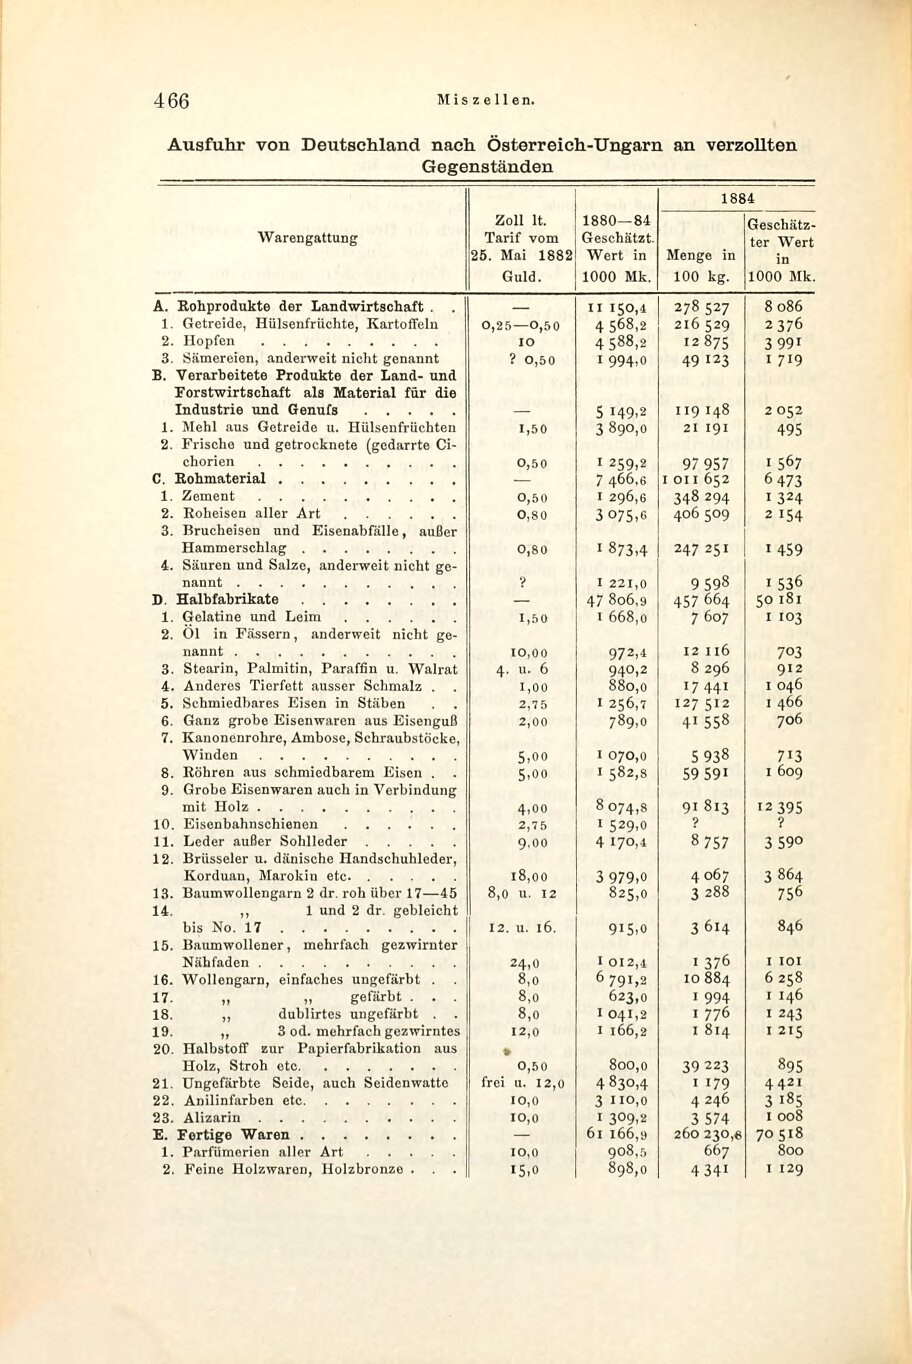 466 Miszellen.
Ausfuhr von Deutschland nach Österreich-Ungarn an verzollten
Gegenständen
Warengattung
Zoll lt.
Tarif vom
25. Mai 1882
Guld.
1880—84
Geschätzt.
Wert in
1000 Mk.
1884
Menge in
100 kg.
Geschätz-
ter Wert
in
1000 Mk.
A. Rohprodukte der Landwirtschaft . . — 11 150,4 278 527 8 086
1. Getreide, Hülsenfrüchte, Kartoffeln 0,25—0,50 4 568,2 216 529 2 376
2. Hopfen . . . . . . . . . 10 4 588,2 12 875 3 991
3. Sämereien, anderweit nicht genannt ? 0,50 1 994,0 49 123 1 719
B. Verarbeitete Produkte der Land- und
Forstwirtschaft als Material für die
Industrie und Genufs . . . . . — 5 149,2 119 148 2 052
1. Mehl aus Getreide u. Hülsenfrüchten 1,50 3 890,0 21 191 495
2. Frische und getrocknete (gedarrte Ci-
chorien . . . . . . . . . . 0,50 1 259,2 97 957 1 567
C. Rohmaterial . . . . . . . . . — 7 466,6 1 011 652 6 473
1. Zement . . . . . . . . . . 0,50 1 296,6 348 294 1 324
2. Roheisen aller Art . . . . . . 0,80 3 075,6 406 509 2 154
3. Brucheisen und Eisenabfälle, außer
Hammerschlag . . . . . . . . 0,80 1 873,4 247 251 1 459
4. Säuren und Salze, anderweit nicht ge-
nannt . . . . . . . . . . . ? 1 221,0 9 598 1 536
D. Halbfabrikate . . . . . . . . — 47 806,9 457 664 50 181
1. Gelatine und Leim . . . . . . 1,50 1 668,0 7 607 1 103
2. Öl in Fässern, anderweit nicht ge-
nannt . . . . . . . . . . . 10,00 972,4 12 116 703
3. Stearin, Palmitin, Paraffin u. Walrat 4. u. 6 940,2 8 296 912
4. Anderes Tierfett ausser Schmalz . . 1,00 880,0 17 441 1 046
5. Schmiedbares Eisen in Stäben . . 2,75 1 256,7 127 512 1 466
6. Ganz grobe Eisenwaren aus Eisenguß 2,00 789,0 41 558 706
7. Kanonenrohre, Ambose, Schraubstöcke,
Winden . . . . . . . . . . 5,00 1 070,0 5 938 713
8. Röhren aus schmiedbarem Eisen . . 5,00 1 582,8 59 591 1 609
9. Grobe Eisenwaren auch in Verbindung
mit Holz . . . . . . . . . . 4,00 8 074,8 91 813 12 395
10. Eisenbahnschienen . . . . . . 2,75 1 529,0 ? ?
11. Leder außer Sohlleder . . . . . 9,00 4 170,4 8 757 3 590
12. Brüsseler u. dänische Handschuhleder,
Korduan, Marokin etc. . . . . . 18,00 3 979,0 4 067 3 864
13. Baumwollengarn 2 dr. roh über 17—45 8,0 u. 12 825,0 3 288 756
14. „ 1 und 2 dr. gebleicht
bis No. 17 . . . . . . . . . 12. u. 16. 915,0 3 614 846
15. Baumwollener, mehrfach gezwirnter
Nähfaden . . . . . . . . . . 24,0 1 012,4 1 376 1 101
16. Wollengarn, einfaches ungefärbt . . 8,0 6 791,2 10 884 6 258
17. „ „ gefärbt . . . 8,0 623,0 1 994 1 146
18. „ dublirtes ungefärbt . . 8,0 1 041,2 1 776 1 243
19. „ 3 od. mehrfach gezwirntes 12,0 1 166,2 1 814 1 215
20. Halbstoff zur Papierfabrikation aus
Holz, Stroh etc. . . . . . . . 0,50 800,0 39 223 895
21. Ungefärbte Seide, auch Seidenwatte frei u. 12,0 4 830,4 1 179 4 421
22. Anilinfarben etc. . . . . . . . 10,0 3 110,0 4 246 3 185
23. Alizarin . . . . . . . . . . 10,0 1 309,2 3 574 1 008
E. Fertige Waren . . . . . . . . — 61 166,9 260 230,6 70 518
1. Parfümerien aller Art . . . . . 10,0 908,5 667 800
2. Feine Holzwaren, Holzbronze . . . 15,0 898,0 4 341 1 129